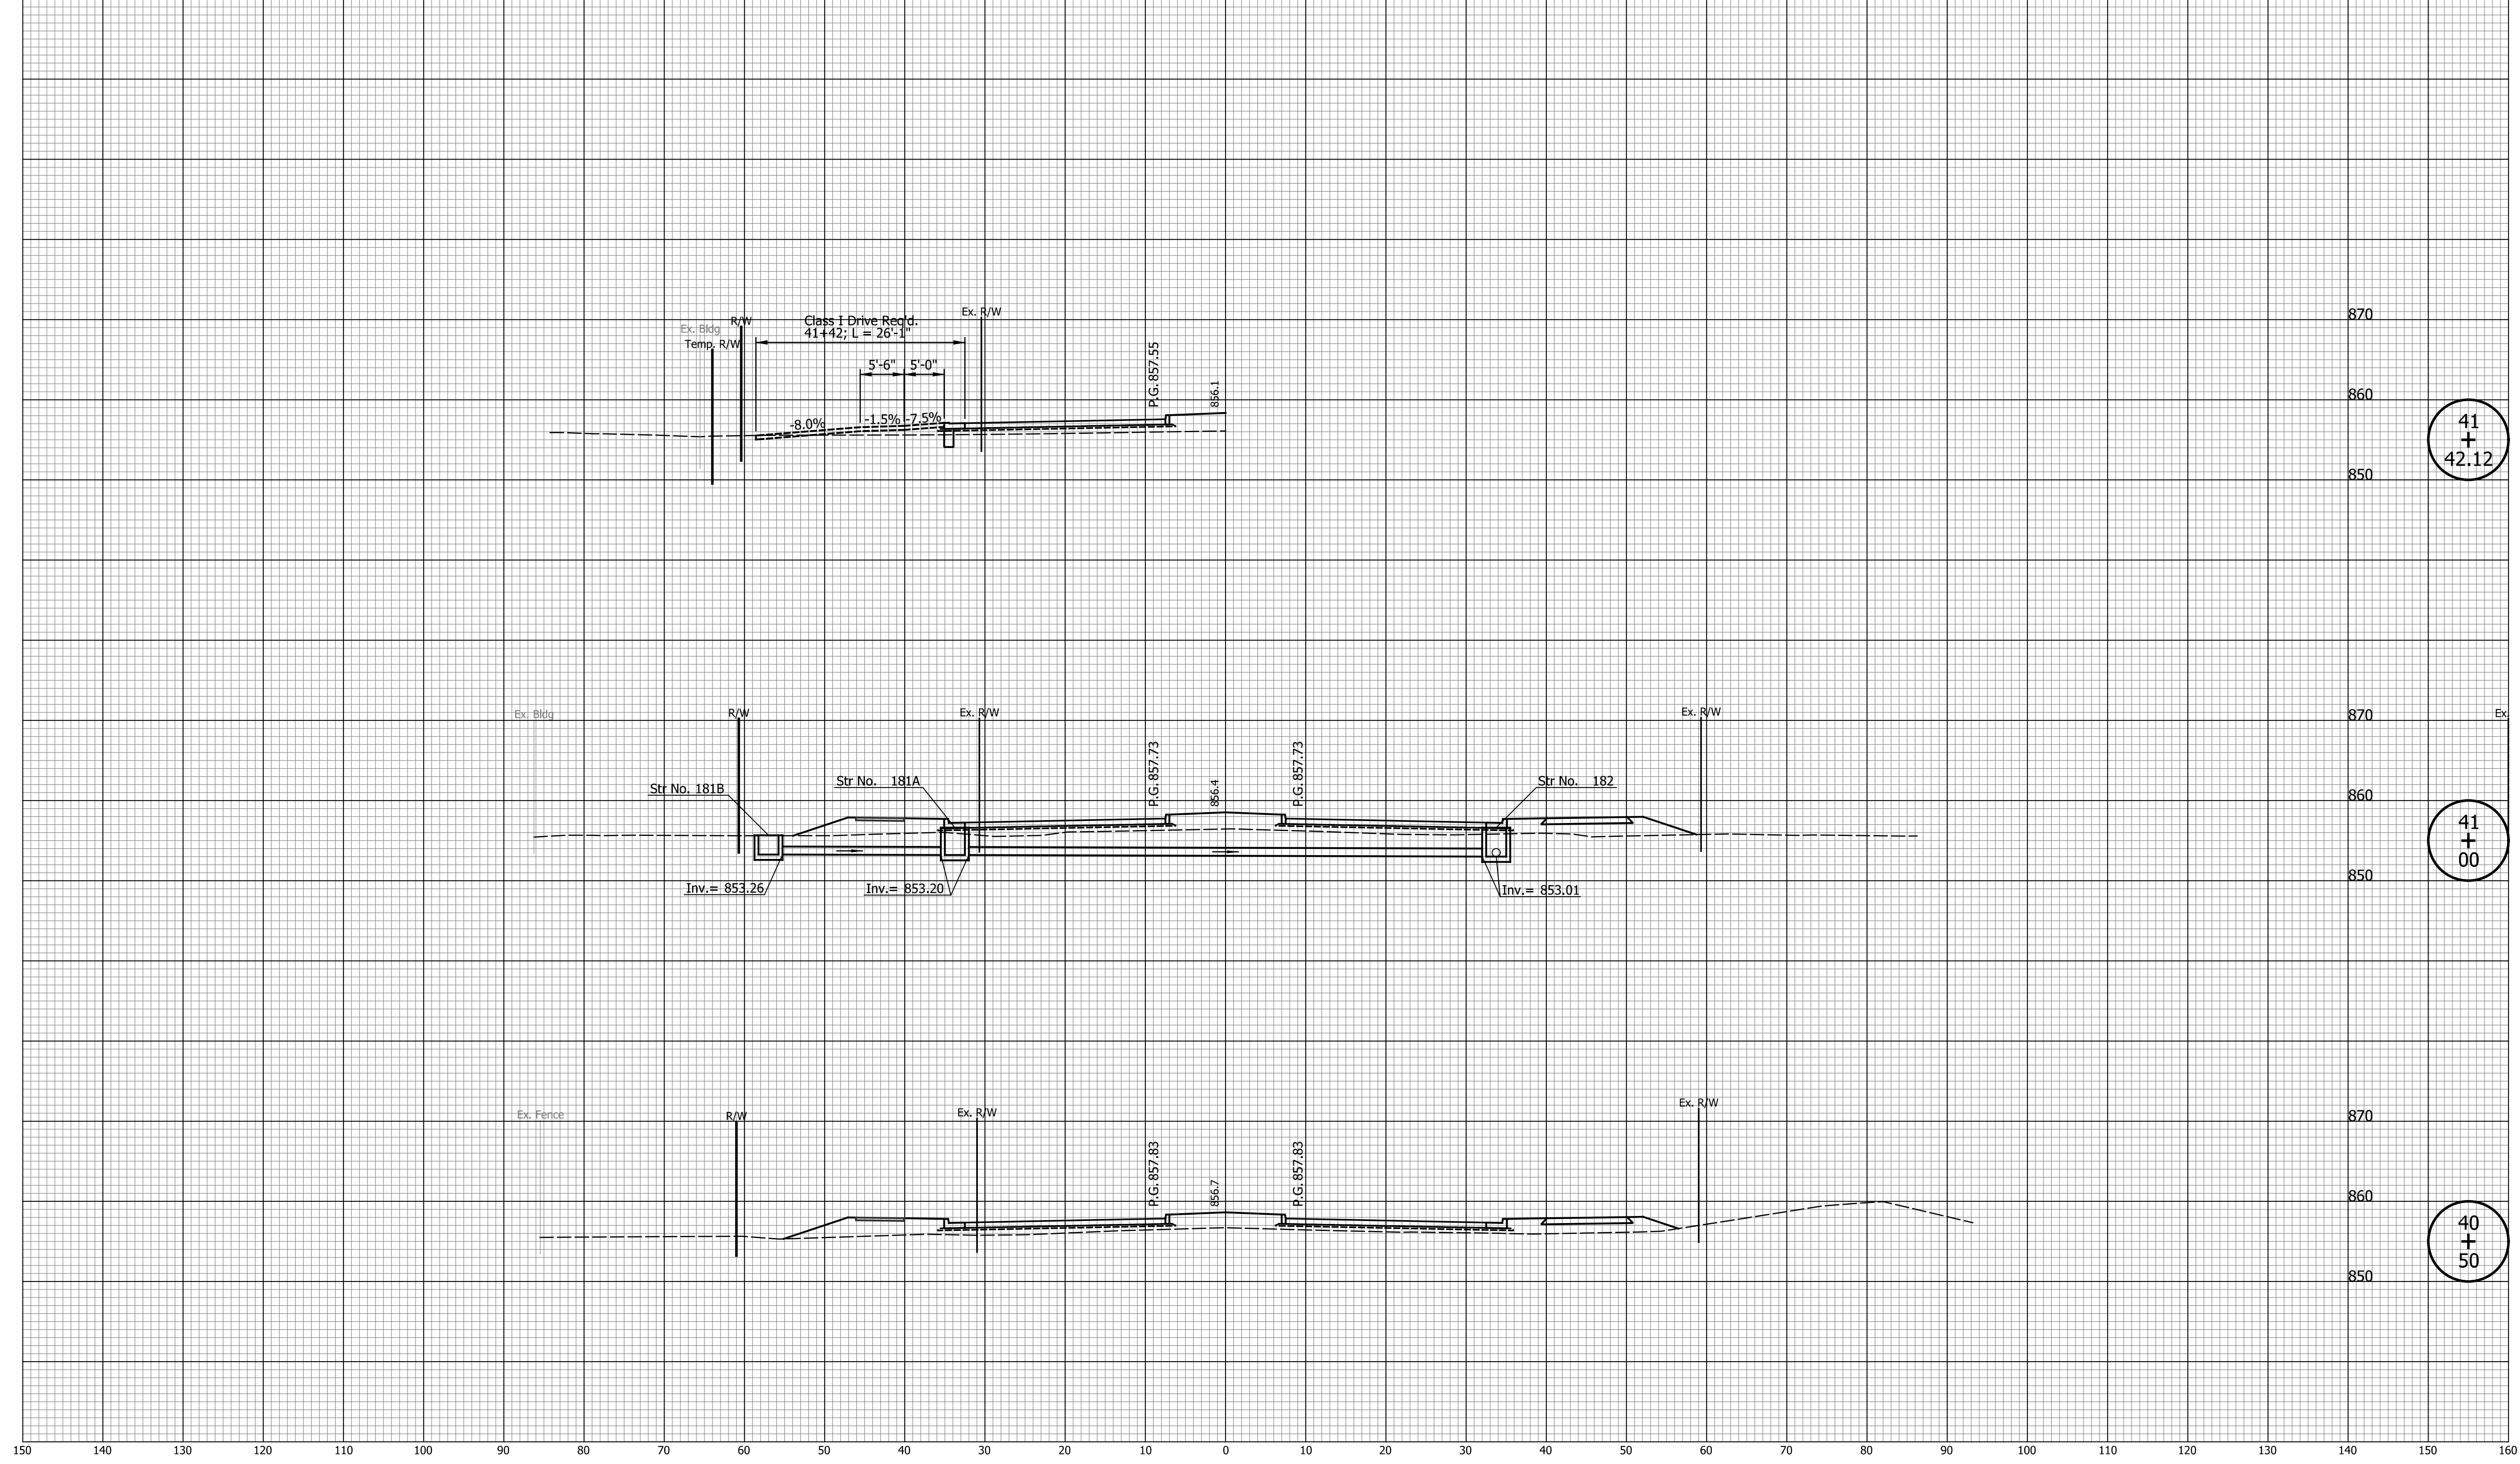 870
Ex. R/W
Class I Drive Req'd.
R/W
Ex. Bldg
41+42; L = 26'-1"
Temp. R/W
5'-6"
5'-0"
P.G. 857.55
856.1
860
-8.0%
-1.5%
-7.5%
41
+
42.12
850
Ex. Bldg
R/W
Ex. R/W
Ex. R/W
870
Ex.
P.G. 857.73
856.4
P.G. 857.73
Str No. 181B
Str No. 181A
Str No. 182
860
41
+
00
850
Inv.= 853.26
Inv.= 853.20
Inv.= 853.01
Ex. Fence
R/W
Ex. R/W
Ex. R/W
870
P.G. 857.83
856.7
P.G. 857.83
860
40
+
50
850
150 140 130 120 110 100 90 80 70 60 50 40 30 20 10 0 10 20 30 40 50 60 70 80 90 100 110 120 130 140 150 160